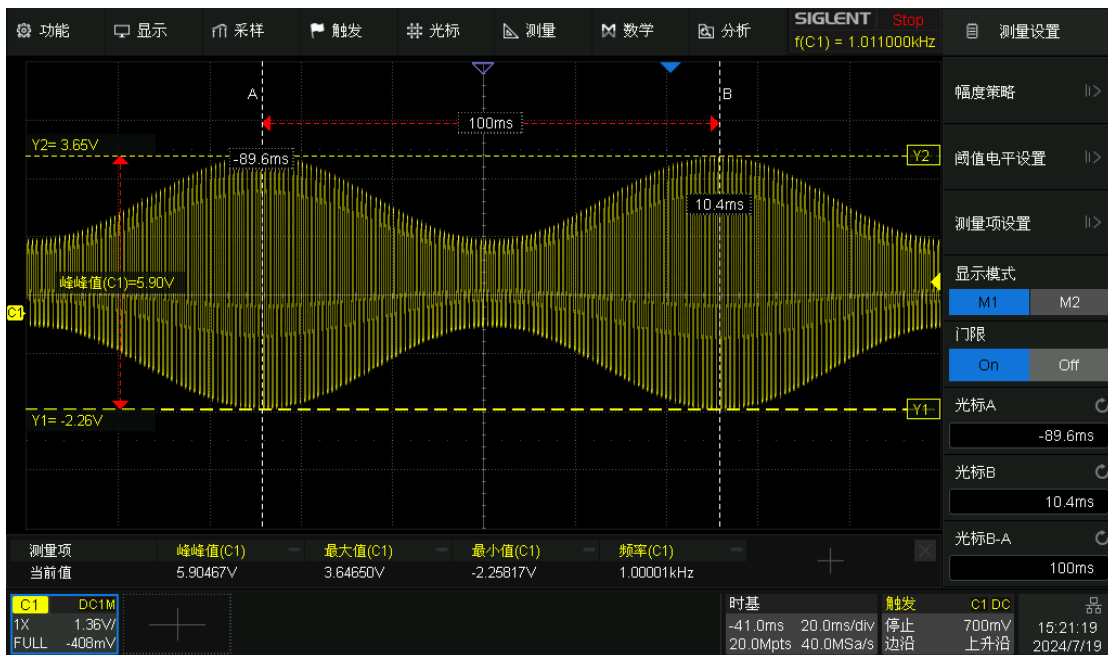 功能 显示 采样 触发 光标 测量 数学 分析 SIGLENT Stop 测量设置
f(C1) = 1.011000kHz
幅度策略
A B
100ms
Y2= 3.65V
-89.6ms Y2 阈值电平设置
10.4ms
测量项设置
峰峰值(C1)=5.90V 显示模式
M1 M2
C1
门限
On Off
Y1 光标A
Y1= -2.26V
-89.6ms
光标B
10.4ms
光标B-A
测量项 峰峰值(C1) 最大值(C1) 最小值(C1) 频率(C1)
当前值 5.90467V 3.64650V -2.25817V 1.00001kHz 100ms
C1 DC1M 时基 触发 C1 DC
1X 1.36V/ -41.0ms 20.0ms/div 停止 700mV 15:21:19
FULL -408mV 20.0Mpts 40.0MSa/s 边沿 上升沿 2024/7/19